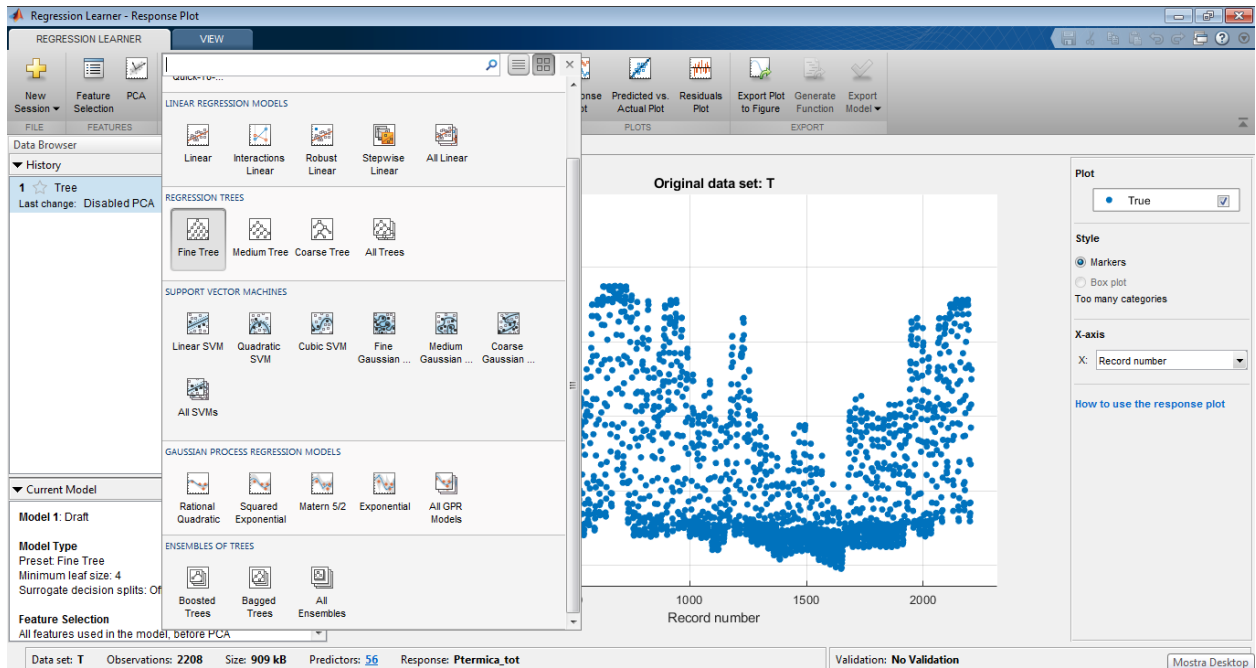 Regression Learner - Response Plot
REGRESSION LEARNER VIEW
New Session
Feature Selection
PCA
Predicted vs. Actual Plot
Residuals Plot
Export Plot to Figure
Generate Function
Export Model
FILE FEATURES PLOTS EXPORT
Data Browser
History
1 Tree
Last change: Disabled PCA
Current Model
Model 1: Draft
Model Type
Preset: Fine Tree
Minimum leaf size: 4
Surrogate decision splits: Of
Feature Selection
All features used in the model, before PCA
LINEAR REGRESSION MODELS
Linear
Interactions Linear
Robust Linear
Stepwise Linear
All Linear
REGRESSION TREES
Fine Tree
Medium Tree
Coarse Tree
All Trees
SUPPORT VECTOR MACHINES
Linear SVM
Quadratic SVM
Cubic SVM
Fine Gaussian ...
Medium Gaussian ...
Coarse Gaussian ...
All SVMs
GAUSSIAN PROCESS REGRESSION MODELS
Rational Quadratic
Squared Exponential
Matern 5/2
Exponential
All GPR Models
ENSEMBLES OF TREES
Boosted Trees
Bagged Trees
All Ensembles
Original data set: T
1000 1500 2000
Record number
Plot
True
Style
Markers
Box plot
Too many categories
X-axis
X: Record number
How to use the response plot
Data set: T Observations: 2208 Size: 909 kB Predictors: 56 Response: Ptermica_tot
Validation: No Validation
Mostra Desktop